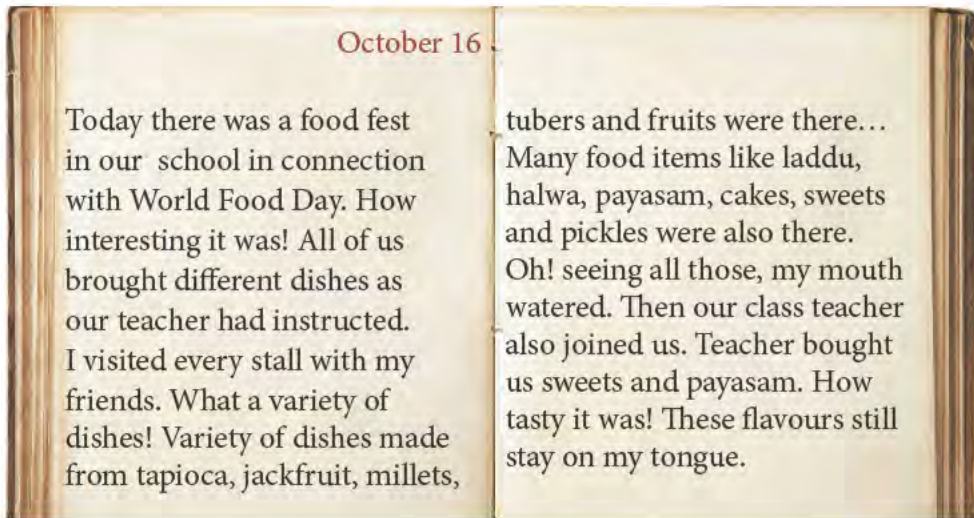 October 16
Today there was a food fest
in our school in connection
with World Food Day. How
interesting it was! All of us
brought different dishes as
our teacher had instructed.
I visited every stall with my
friends. What a variety of
dishes! Variety of dishes made
from tapioca, jackfruit, millets,
tubers and fruits were there…
Many food items like laddu,
halwa, payasam, cakes, sweets
and pickles were also there.
Oh! seeing all those, my mouth
watered. Then our class teacher
also joined us. Teacher bought
us sweets and payasam. How
tasty it was! These flavours still
stay on my tongue.